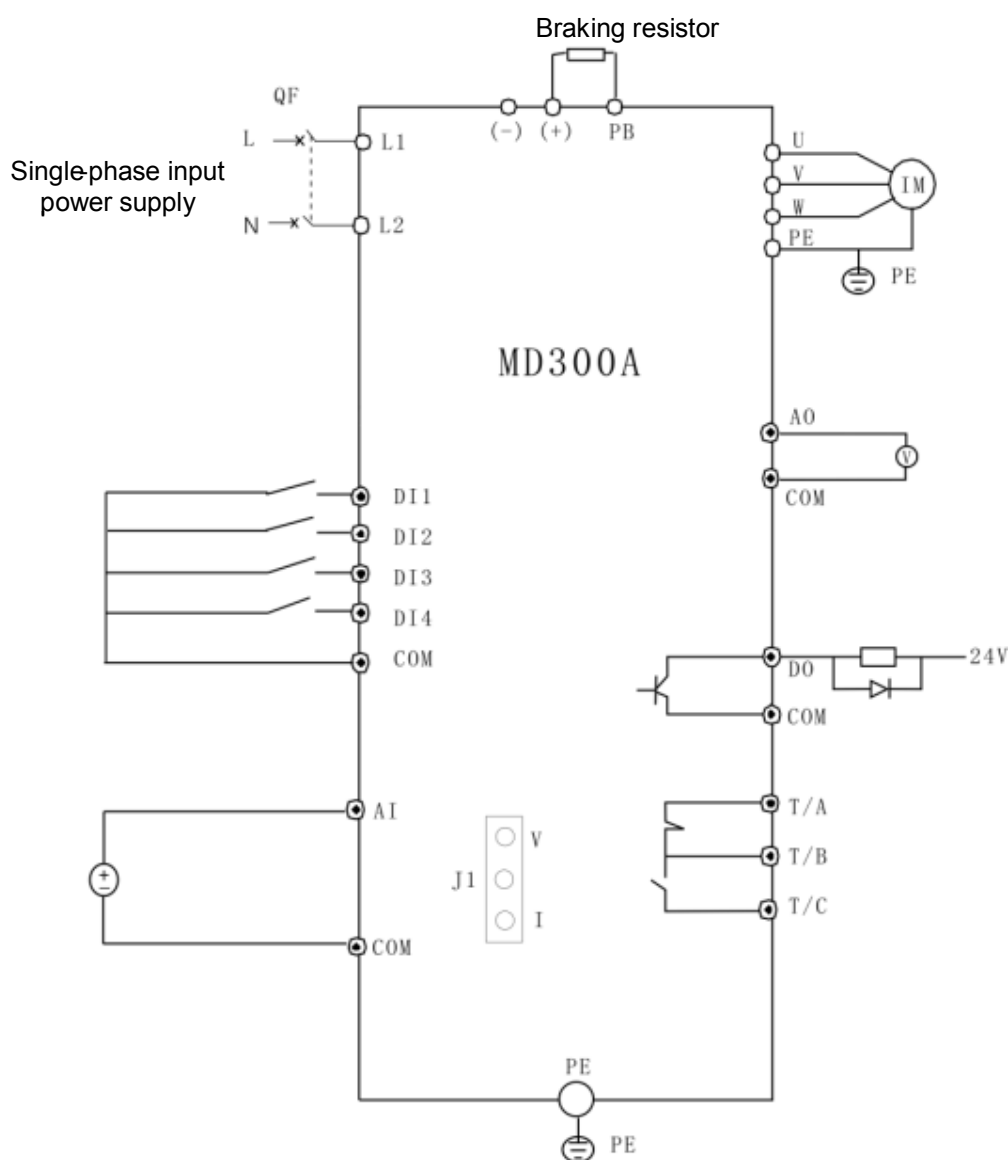 Braking resistor
QF
(-) (+) PB
L L1
U
Single-phase input
power supply
V
IM
W
N L2
PE
PE
MD300A
AO
V
COM
DI1
DI2
DI3
DI4
COM
DO
24V
COM
AI
T/A
V
J1
T/B
I
T/C
COM
PE
PE